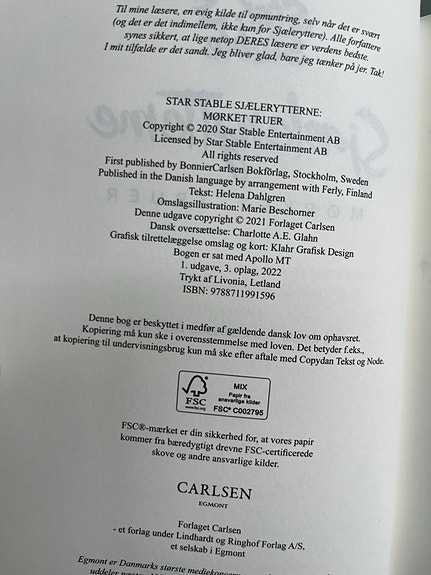 Til mine læsere, en evig kilde til opmuntring, selv når det er svært
(og det er det indimellem, ikke kun for Sjæleryttere). Alle forfattere
synes sikkert, at lige netop DERES læsere er verdens bedste.
I mit tilfælde er det sandt. Jeg bliver glad, bare jeg tænker på jer. Tak!
STAR STABLE SJÆLERYTTERNE:
MØRKET TRUER
Copyright © 2020 Star Stable Entertainment AB
Licensed by Star Stable Entertainment AB
All rights reserved
First published by BonnierCarlsen Bokförlag, Stockholm, Sweden
Published in the Danish language by arrangement with Ferly, Finland
Tekst: Helena Dahlgren
Omslagsillustration: Marie Beschorner
Denne udgave copyright © 2021 Forlaget Carlsen
Dansk oversættelse: Charlotte A.E. Glahn
Grafisk tilrettelæggelse omslag og kort: Klahr Grafisk Design
Bogen er sat med Apollo MT
1. udgave, 3. oplag, 2022
Trykt af Livonia, Letland
ISBN: 9788711991596
Denne bog er beskyttet i medfør af gældende dansk lov om ophavsret.
Kopiering må kun ske i overensstemmelse med loven. Det betyder f.eks.,
at kopiering til undervisningsbrug kun må ske efter aftale med Copydan Tekst og Node.
FSC
www.fsc.org
MIX
Papir fra
ansvarlige kilder
FSC® C002795
FSC®-mærket er din sikkerhed for, at vores papir
kommer fra bæredygtigt drevne FSC-certificerede
skove og andre ansvarlige kilder.
CARLSEN
EGMONT
Forlaget Carlsen
- et forlag under Lindhardt og Ringhof Forlag A/S,
et selskab i Egmont
Egmont er Danmarks største mediekoncern
uddeler